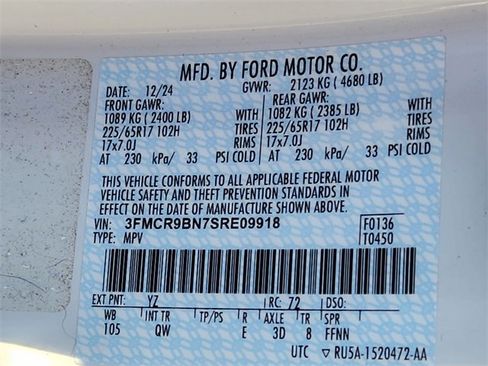 MFD. BY FORD MOTOR CO.
DATE: 12/24 GVWR: 2123 KG ( 4680 LB)
FRONT GAWR: REAR GAWR:
1089 KG ( 2400 LB) WITH 1082 KG ( 2385 LB) WITH
225/65R17 102H TIRES 225/65R17 102H TIRES
17x7.0J RIMS 17x7.0J RIMS
AT 230 kPa/ 33 PSI COLD AT 230 kPa/ 33 PSI COLD
THIS VEHICLE CONFORMS TO ALL APPLICABLE FEDERAL MOTOR
VEHICLE SAFETY AND THEFT PREVENTION STANDARDS IN
EFFECT ON THE DATE OF MANUFACTURE SHOWN ABOVE.
VIN: 3FMCR9BN7SRE09918 F0136
TYPE: MPV T0450
EXT PNT: YZ RC: 72 DSO:
WB INT TR TP/PS R AXLE TR SPR
105 QW E 3D 8 FFNN
UTC ▽RU5A-1520472-AA